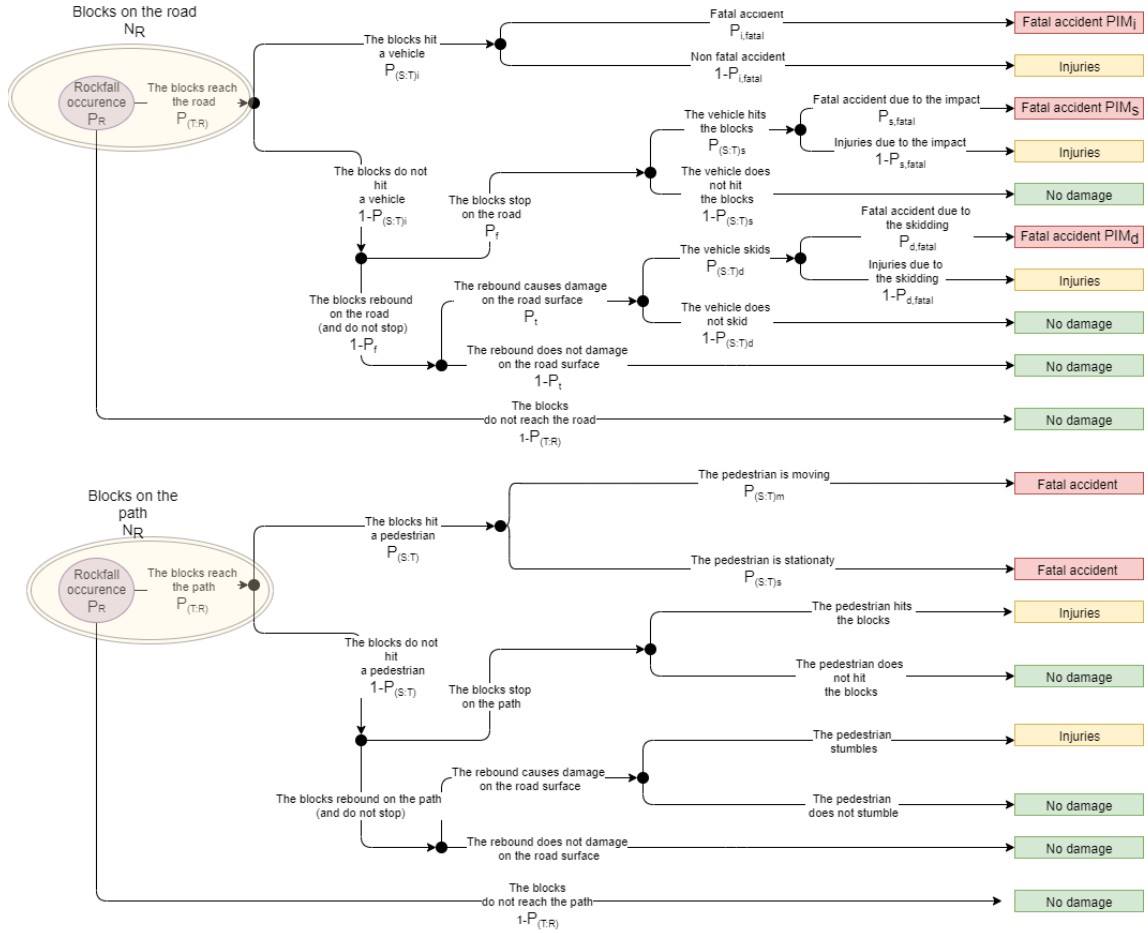 Blocks on the road
NR
Rockfall
occurence
PR
The blocks reach
the road
P(T:R)
The blocks hit
a vehicle
P(S:T)i
Fatal accident
Pi,fatal
Fatal accident PIMi
Non fatal accident
1-Pi,fatal
Injuries
The blocks do not
hit
a vehicle
1-P(S:T)i
The blocks stop
on the road
Pf
The vehicle hits
the blocks
P(S:T)s
Fatal accident due to the impact
Ps,fatal
Fatal accident PIMs
Injuries due to the impact
1-Ps,fatal
Injuries
The vehicle does
not hit
the blocks
1-P(S:T)s
No damage
The blocks rebound
on the road
(and do not stop)
1-Pf
The rebound causes damage
on the road surface
Pt
The vehicle skids
P(S:T)d
Fatal accident due to
the skidding
Pd,fatal
Fatal accident PIMd
Injuries due to
the skidding
1-Pd,fatal
Injuries
The vehicle does
not skid
1-P(S:T)d
No damage
The rebound does not damage
on the road surface
1-Pt
No damage
The blocks
do not reach the road
1-P(T:R)
No damage
Blocks on the
path
NR
Rockfall
occurence
PR
The blocks reach
the path
P(T:R)
The blocks hit
a pedestrian
P(S:T)
The pedestrian is moving
P(S:T)m
Fatal accident
The pedestrian is stationaty
P(S:T)s
Fatal accident
The blocks do not
hit
a pedestrian
1-P(S:T)
The blocks stop
on the path
The pedestrian hits
the blocks
Injuries
The pedestrian does
not hit
the blocks
No damage
The blocks rebound on the path
(and do not stop)
The rebound causes damage
on the road surface
The pedestrian
stumbles
Injuries
The pedestrian
does not stumble
No damage
The rebound does not damage
on the road surface
No damage
The blocks
do not reach the path
1-P(T:R)
No damage